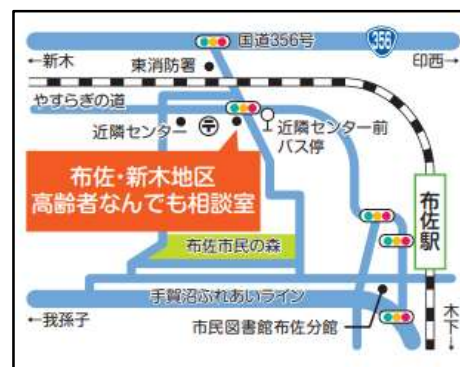 国道356号
356
←新木
印西→
東消防署
やすらぎの道
近隣センター
〒
近隣センター前
バス停
布佐・新木地区
高齢者なんでも相談室
布佐駅
布佐市民の森
手賀沼ふれあいライン
←我孫子
市民図書館布佐分館
木下→